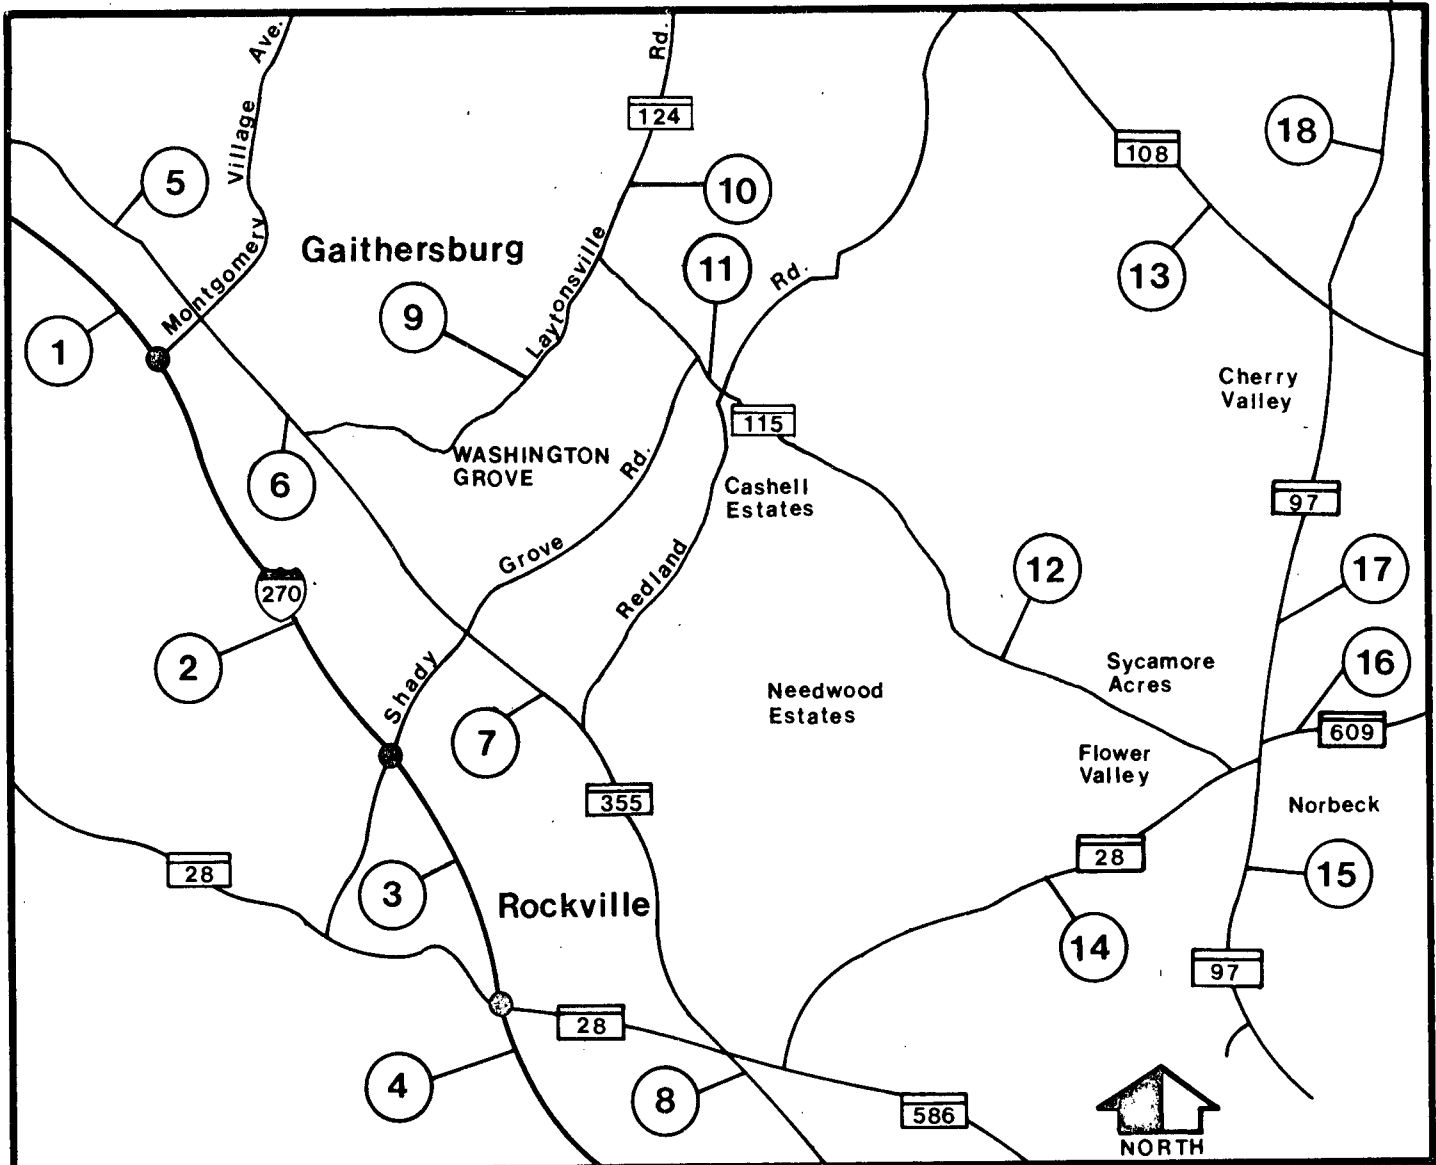 Village Ave.
Rd.
124
108
18
5
10
Montgomery
Gaithersburg
Laytonsville
11
Rd.
13
9
1
Cherry
Valley
115
6
WASHINGTON
GROVE
Rd.
Cashell
Estates
97
Grove
Redland
270
12
17
2
Shady
7
Sycamore
Acres
16
Needwood
Estates
609
Flower
Valley
355
Norbeck
28
28
3
Rockville
15
14
97
28
4
8
586
NORTH